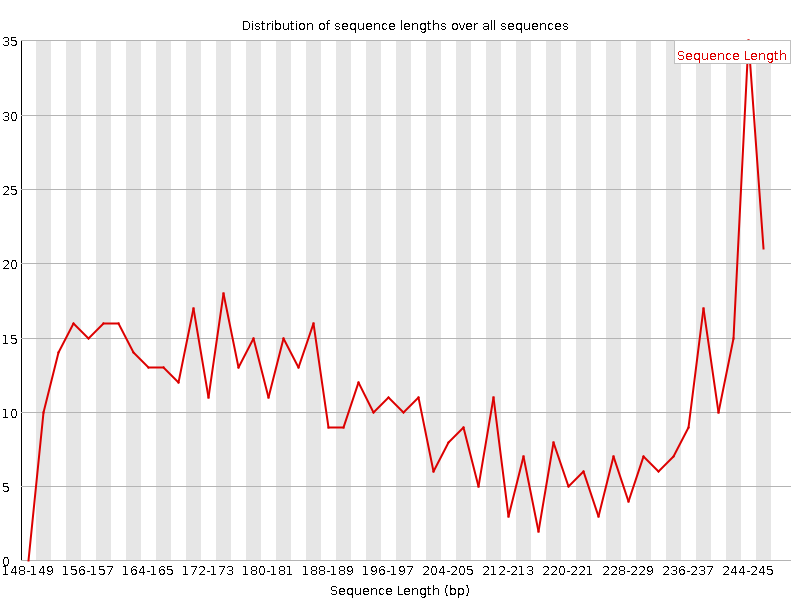 Distribution of sequence lengths over all sequences
35
Sequence Length
30
25
20
15
10
5
0
148-149 156-157 164-165 172-173 180-181 188-189 196-197 204-205 212-213 220-221 228-229 236-237 244-245
Sequence Length (bp)